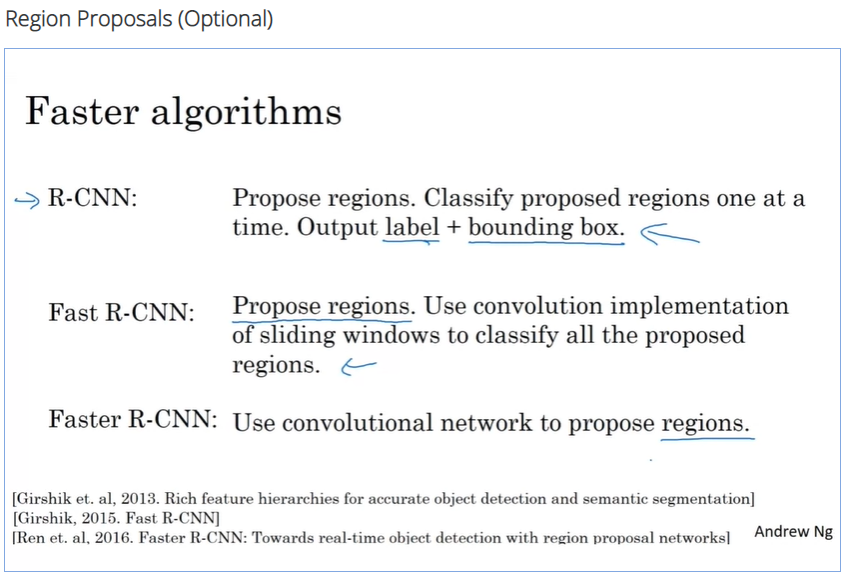 Region Proposals (Optional)
Faster algorithms
R-CNN: Propose regions. Classify proposed regions one at a
time. Output label + bounding box.
Fast R-CNN: Propose regions. Use convolution implementation
of sliding windows to classify all the proposed
regions.
Faster R-CNN: Use convolutional network to propose regions.
[Girshik et. al, 2013. Rich feature hierarchies for accurate object detection and semantic segmentation]
[Girshik, 2015. Fast R-CNN]
[Ren et. al, 2016. Faster R-CNN: Towards real-time object detection with region proposal networks]
Andrew Ng